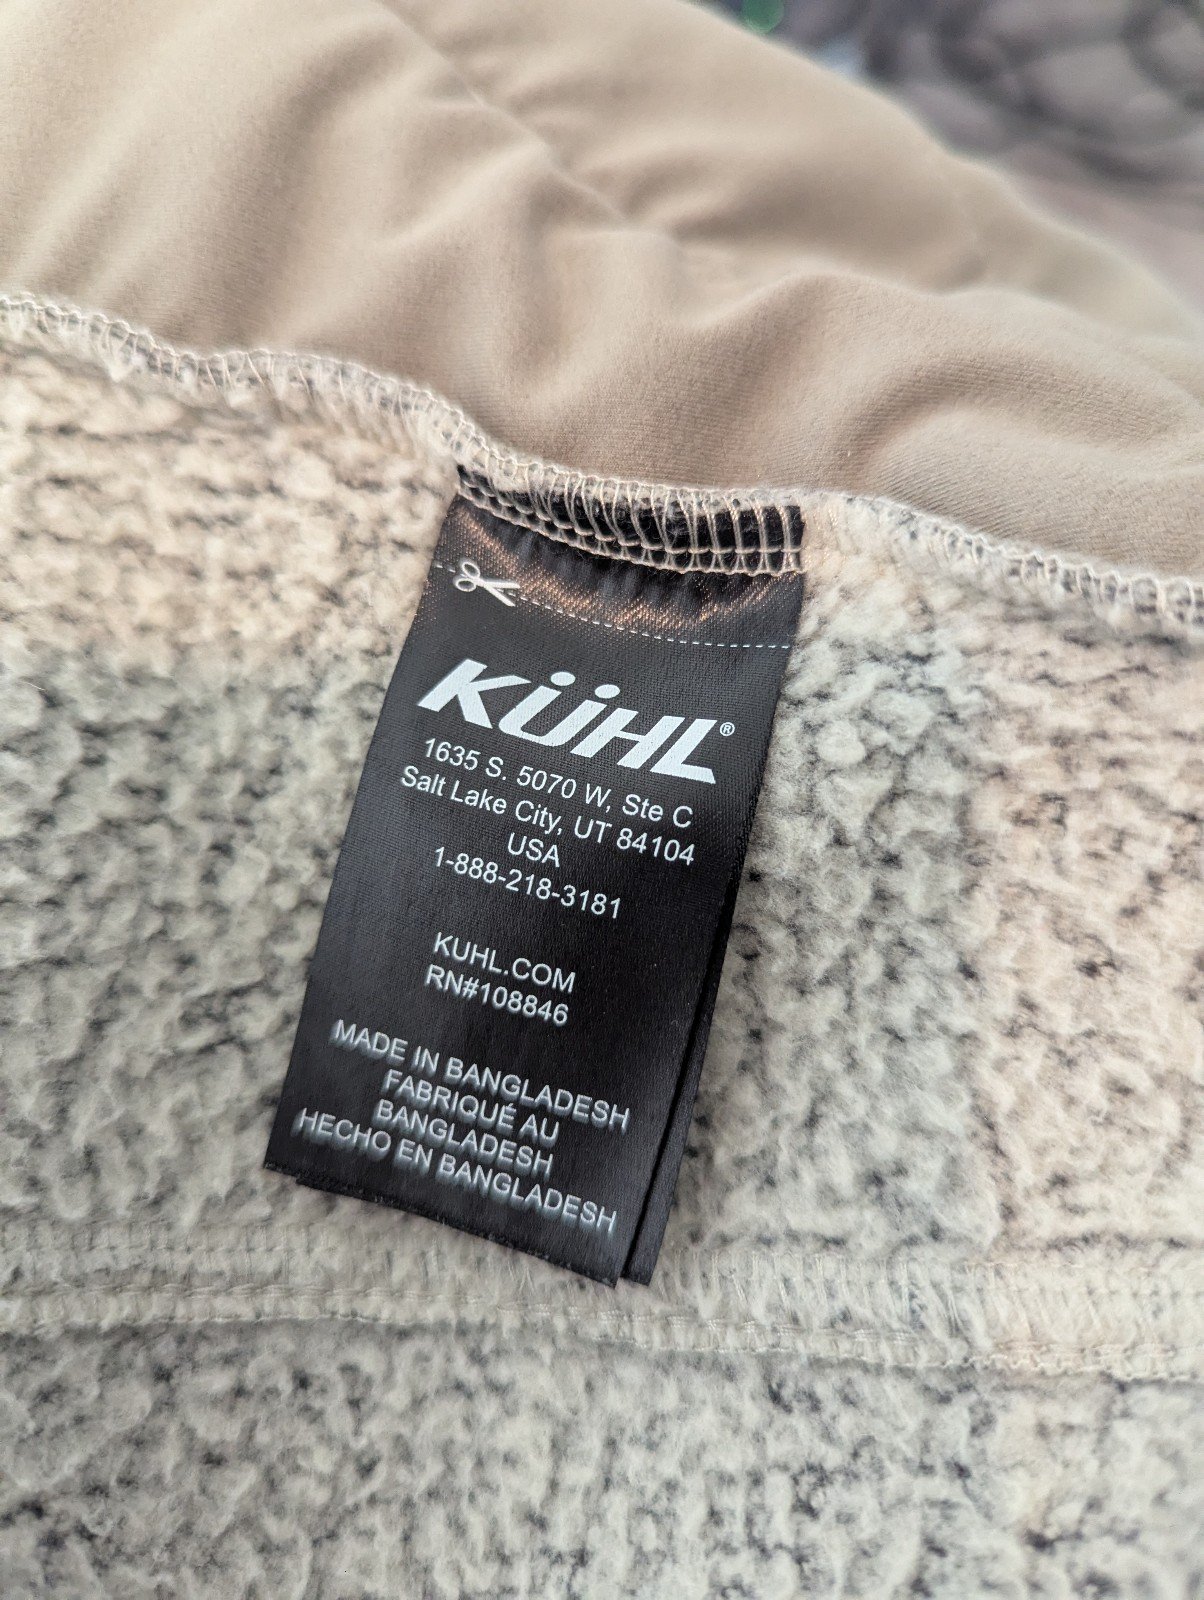 KÜHL®
1635 S. 5070 W, Ste C
Salt Lake City, UT 84104
USA
1-888-218-3181
KUHL.COM
RN#108846
MADE IN BANGLADESH
FABRIQUÉ AU
BANGLADESH
HECHO EN BANGLADESH